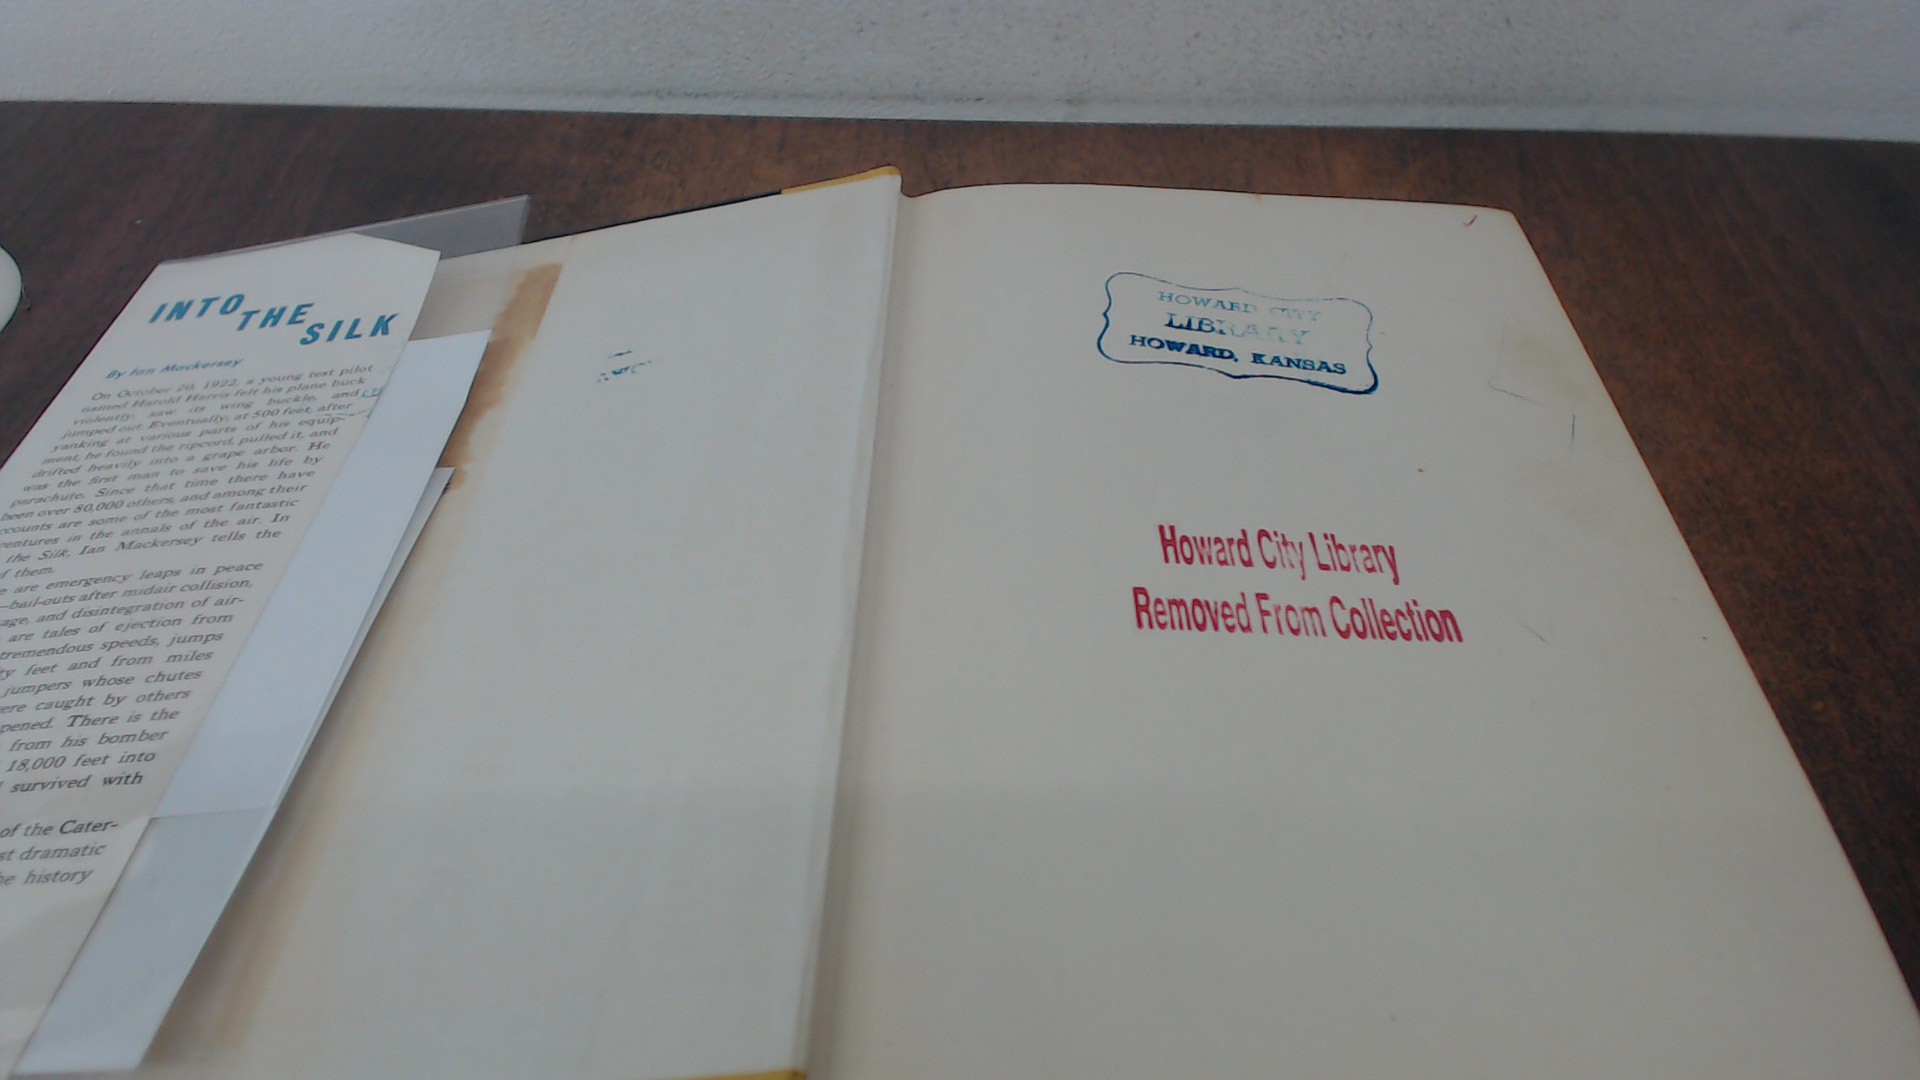 INTO THE SILK
By Ian Mackersey
On October 20, 1922, a young test pilot
named Harold Harris felt his plane buck
violently, saw its wing buckle, and
jumped out. Eventually, at 500 feet, after
yanking at various parts of his equip-
ment, he found the ripcord, pulled it, and
drifted heavily into a grape arbor. He
was the first man to save his life by
parachute. Since that time there have
been over 80,000 others, and among their
ccounts are some of the most fantastic
entures in the annals of the air. In
the Silk, Ian Mackersey tells the
f them.
e are emergency leaps in peace
—bail-outs after midair collision,
age, and disintegration of air-
are tales of ejection from
tremendous speeds, jumps
ty feet and from miles
jumpers whose chutes
ere caught by others
pened. There is the
from his bomber
18,000 feet into
survived with
of the Cater-
st dramatic
he history
HOWARD CITY
LIBRARY
HOWARD, KANSAS
Howard City Library
Removed From Collection